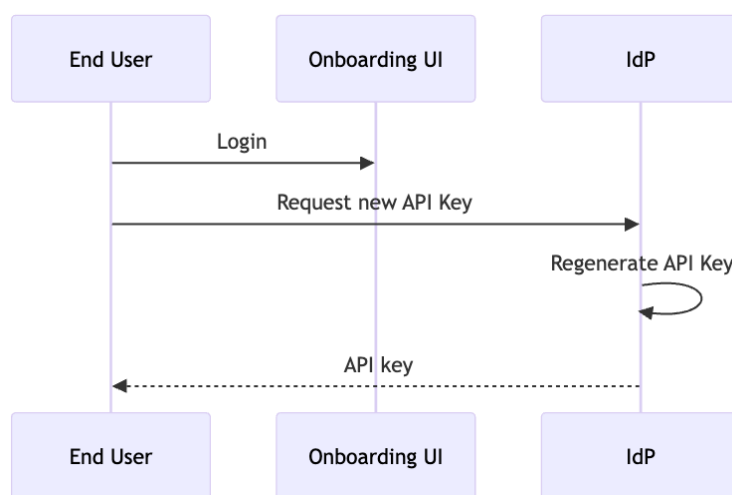 End User
Onboarding UI
IdP
Login
Request new API Key
Regenerate API Key
API key
End User
Onboarding UI
IdP